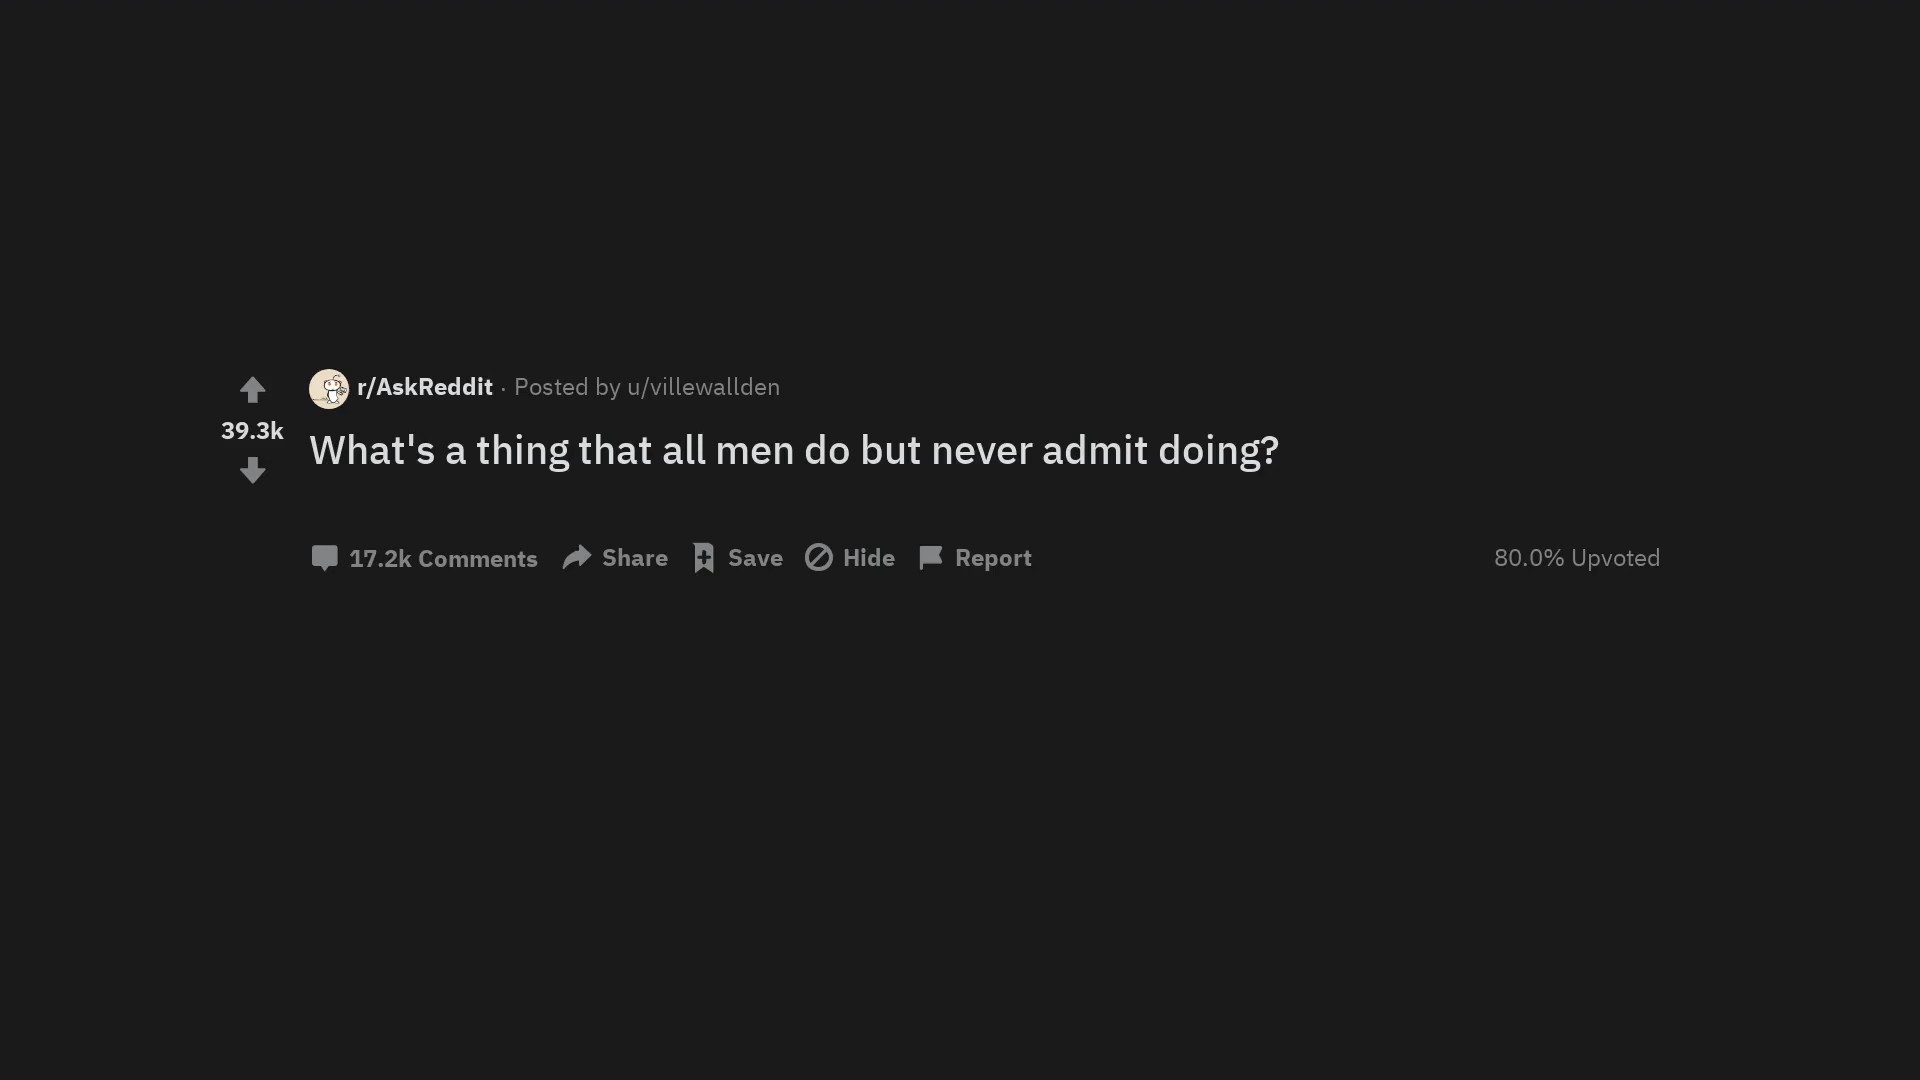 r/AskReddit · Posted by u/villewallden
39.3k
What's a thing that all men do but never admit doing?
17.2k Comments Share Save Hide Report 80.0% Upvoted